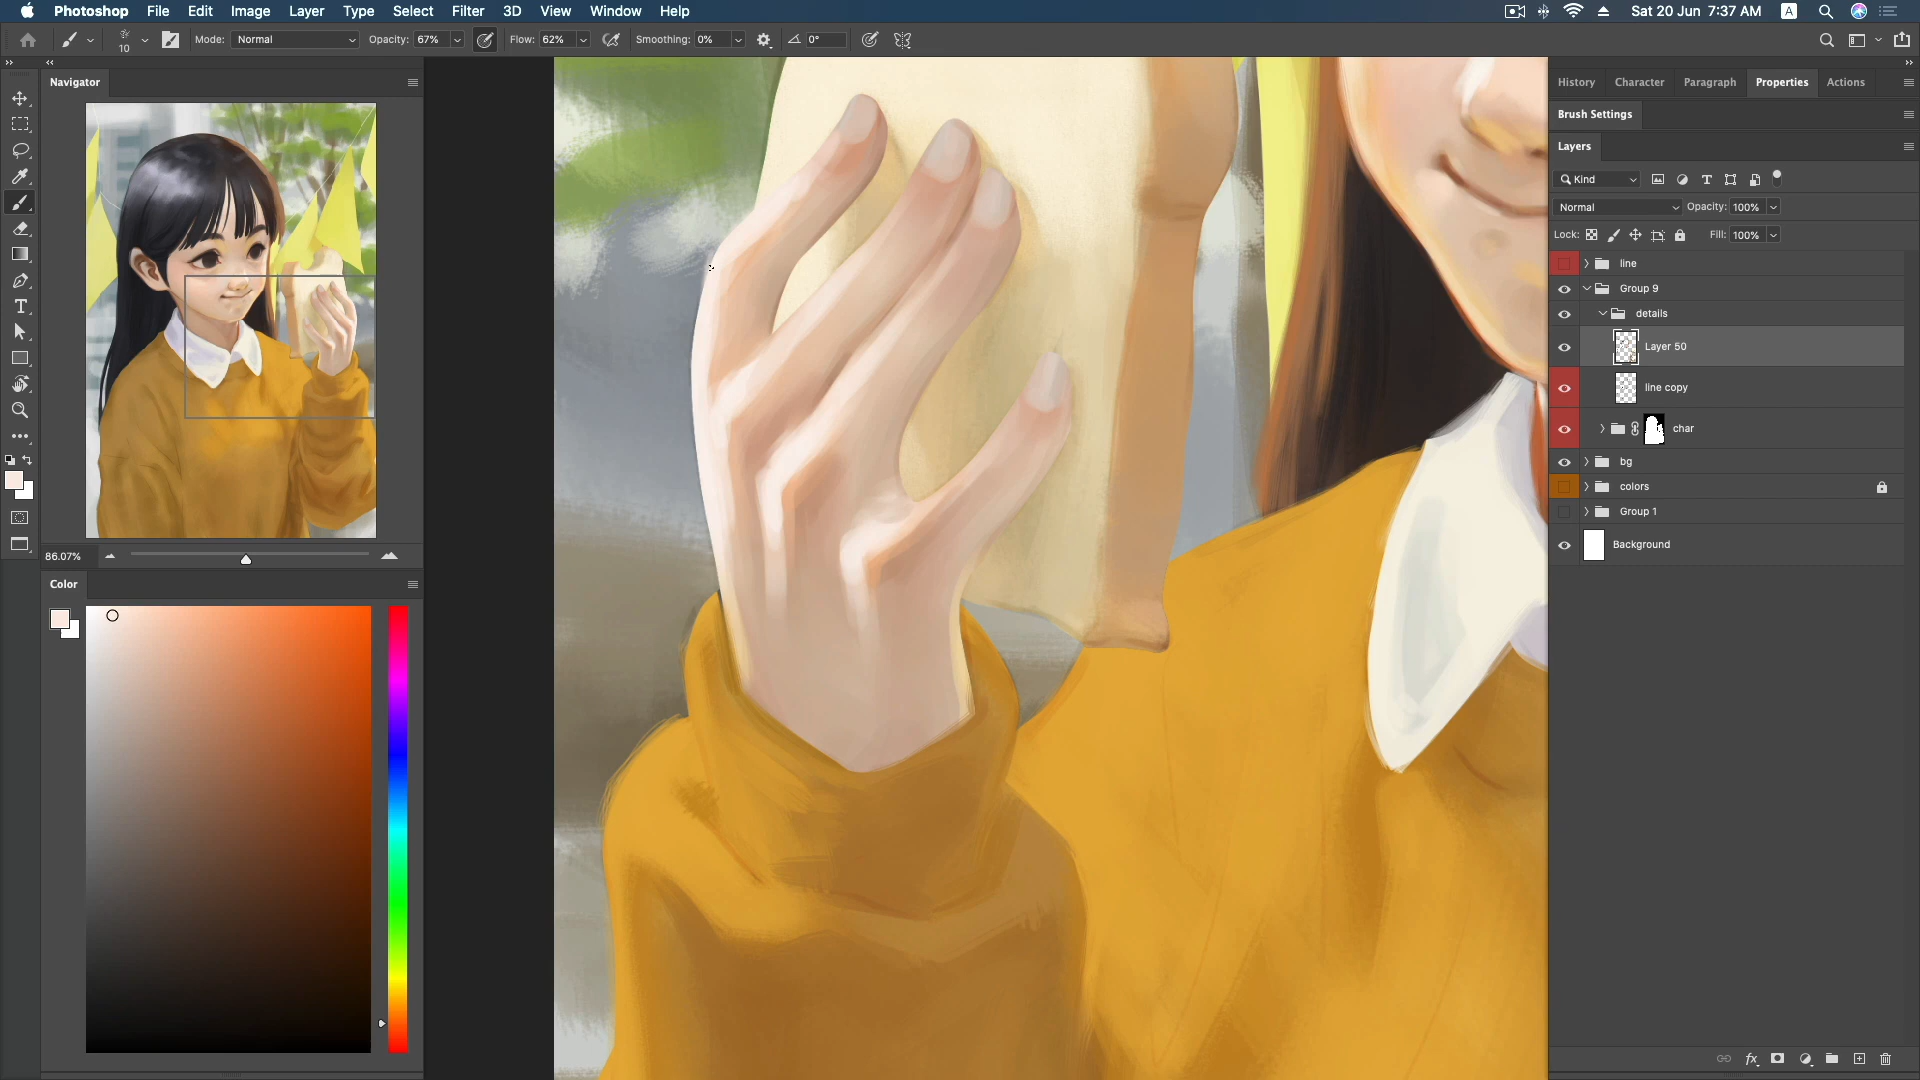 Photoshop File Edit Image Layer Type Select Filter 3D View Window Help
Sat 20 Jun 7:37 AM A
10
Mode: Normal Opacity: 67% Flow: 62% Smoothing: 0% 0°
Navigator
86.07%
Color
History Character Paragraph Properties Actions
Brush Settings
Layers
Kind
Normal Opacity: 100%
Lock: Fill: 100%
line
Group 9
details
Layer 50
line copy
char
bg
colors
Group 1
Background
fx